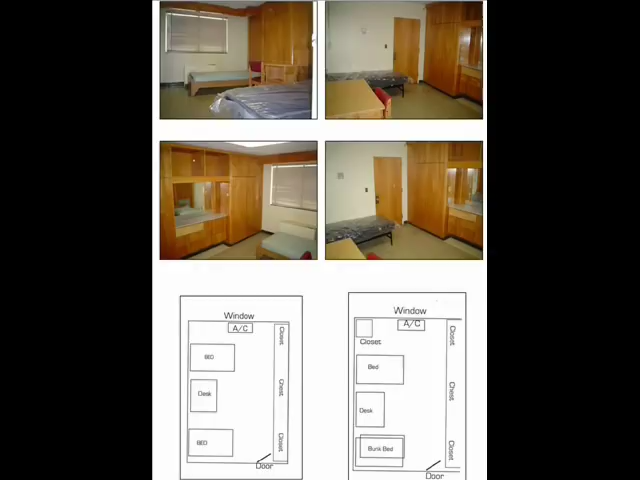 Window
A/C
Closet
BED
Desk
Chest
BED
Closet
Door
Window
A/C
Closet
Closet
Bed
Chest
Desk
Closet
Bunk Bed
Door